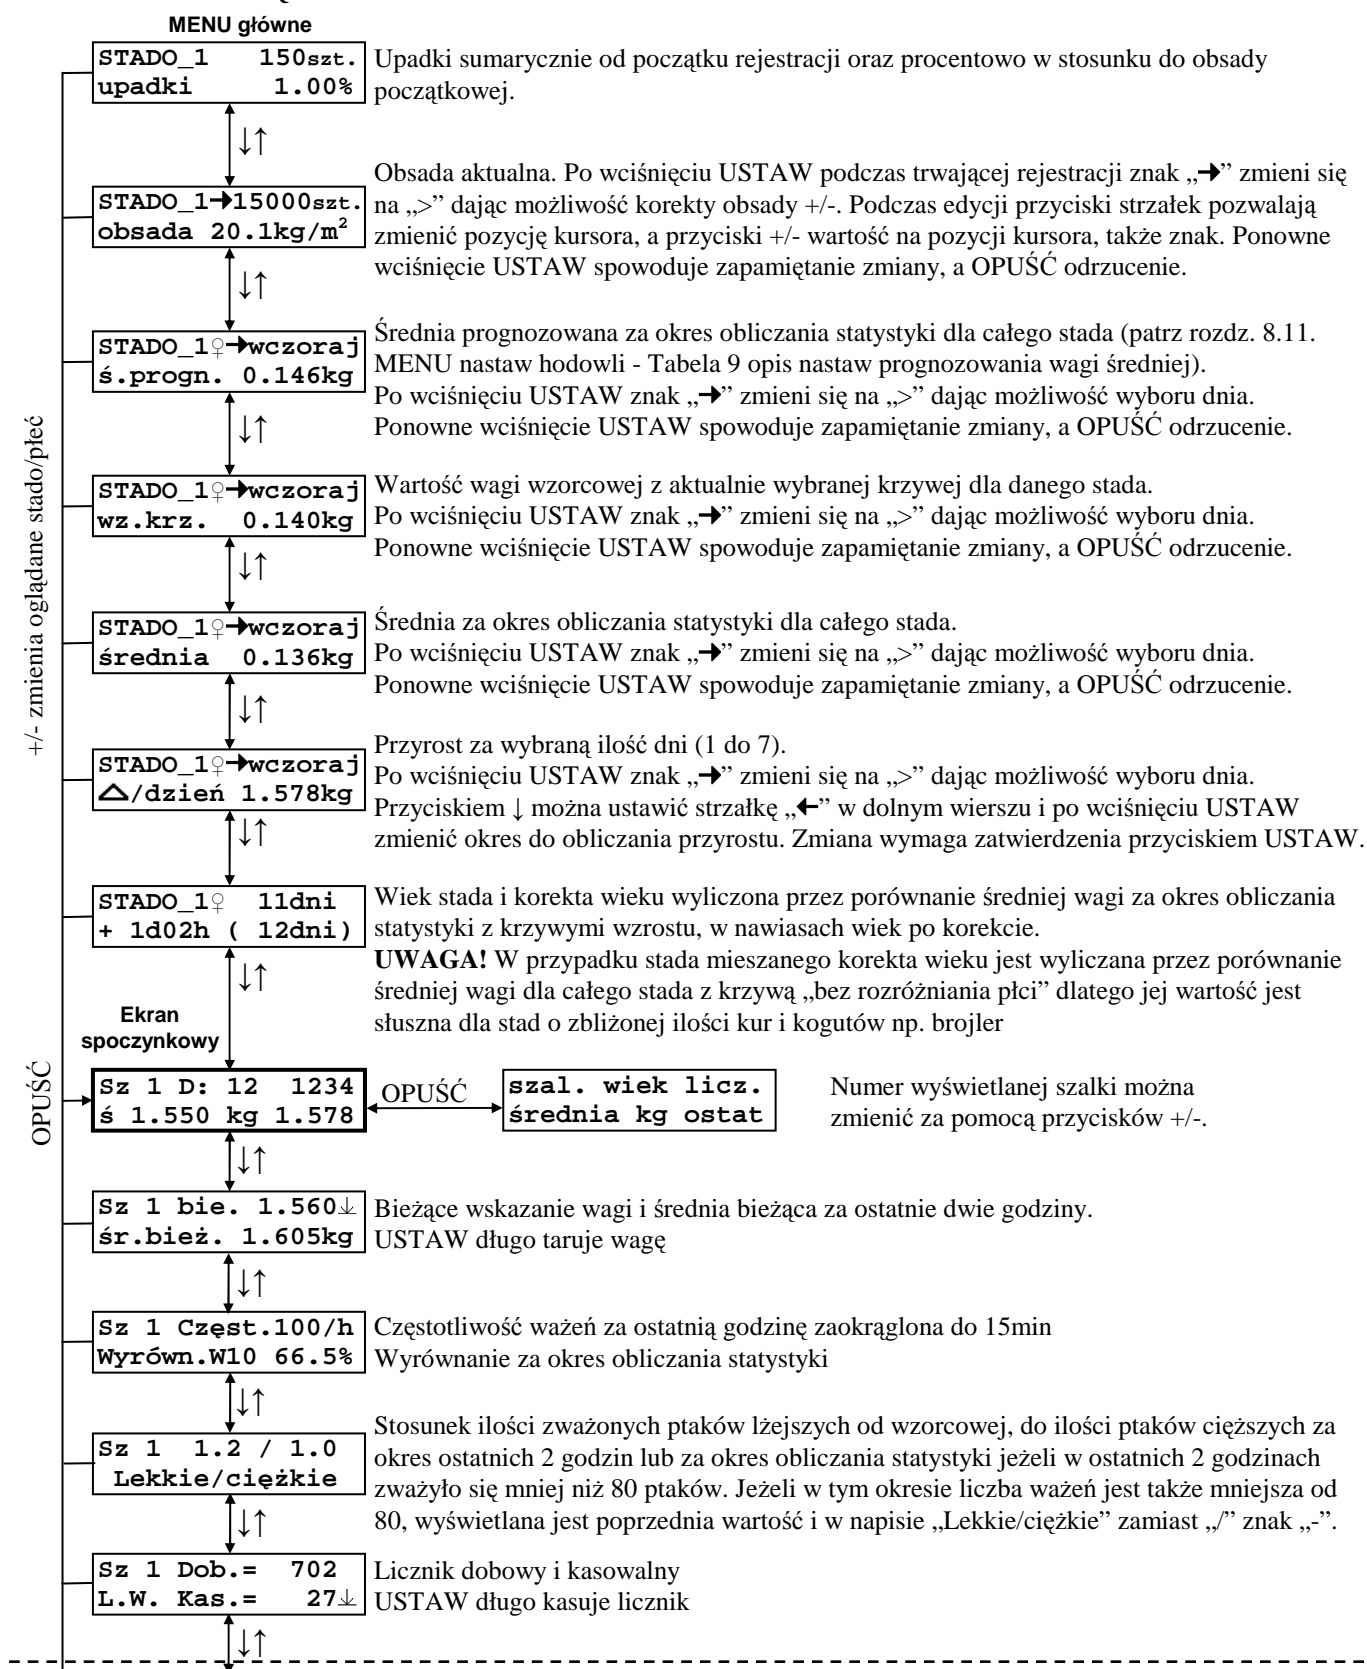 MENU główne
STADO_1 150szt.
upadki 1.00%
Upadki sumarycznie od początku rejestracji oraz procentowo w stosunku do obsady
początkowej.
↓↑
STADO_1→15000szt.
obsada 20.1kg/m²
Obsada aktualna. Po wciśnięciu USTAW podczas trwającej rejestracji znak „→” zmieni się
na „>” dając możliwość korekty obsady +/-. Podczas edycji przyciski strzałek pozwalają
zmienić pozycję kursora, a przyciski +/- wartość na pozycji kursora, także znak. Ponowne
wciśnięcie USTAW spowoduje zapamiętanie zmiany, a OPUŚĆ odrzucenie.
↓↑
STADO_1♀→wczoraj
ś.progn. 0.146kg
Średnia prognozowana za okres obliczania statystyki dla całego stada (patrz rozdz. 8.11.
MENU nastaw hodowli - Tabela 9 opis nastaw prognozowania wagi średniej).
Po wciśnięciu USTAW znak „→” zmieni się na „>” dając możliwość wyboru dnia.
Ponowne wciśnięcie USTAW spowoduje zapamiętanie zmiany, a OPUŚĆ odrzucenie.
↓↑
STADO_1♀→wczoraj
wz.krz. 0.140kg
Wartość wagi wzorcowej z aktualnie wybranej krzywej dla danego stada.
Po wciśnięciu USTAW znak „→” zmieni się na „>” dając możliwość wyboru dnia.
Ponowne wciśnięcie USTAW spowoduje zapamiętanie zmiany, a OPUŚĆ odrzucenie.
↓↑
+/- zmienia oglądane stado/płeć
STADO_1♀→wczoraj
średnia 0.136kg
Średnia za okres obliczania statystyki dla całego stada.
Po wciśnięciu USTAW znak „→” zmieni się na „>” dając możliwość wyboru dnia.
Ponowne wciśnięcie USTAW spowoduje zapamiętanie zmiany, a OPUŚĆ odrzucenie.
↓↑
STADO_1♀→wczoraj
△/dzień 1.578kg
Przyrost za wybraną ilość dni (1 do 7).
Po wciśnięciu USTAW znak „→” zmieni się na „>” dając możliwość wyboru dnia.
Przyciskiem ↓ można ustawić strzałkę „←” w dolnym wierszu i po wciśnięciu USTAW
zmienić okres do obliczania przyrostu. Zmiana wymaga zatwierdzenia przyciskiem USTAW.
↓↑
STADO_1♀ 11dni
+ 1d02h ( 12dni)
Wiek stada i korekta wieku wyliczona przez porównanie średniej wagi za okres obliczania
statystyki z krzywymi wzrostu, w nawiasach wiek po korekcie.
UWAGA! W przypadku stada mieszanego korekta wieku jest wyliczana przez porównanie
średniej wagi dla całego stada z krzywą „bez rozróżniania płci” dlatego jej wartość jest
słuszna dla stad o zbliżonej ilości kur i kogutów np. brojler
↓↑
Ekran
spoczynkowy
OPUŚĆ
Sz 1 D: 12 1234
ś 1.550 kg 1.578
OPUŚĆ
szal. wiek licz.
średnia kg ostat
Numer wyświetlanej szalki można
zmienić za pomocą przycisków +/-.
↓↑
Sz 1 bie. 1.560↓
śr.bież. 1.605kg
Bieżące wskazanie wagi i średnia bieżąca za ostatnie dwie godziny.
USTAW długo taruje wagę
↓↑
Sz 1 Częst.100/h
Wyrówn.W10 66.5%
Częstotliwość ważeń za ostatnią godzinę zaokrąglona do 15min
Wyrównanie za okres obliczania statystyki
↓↑
Sz 1 1.2 / 1.0
Lekkie/ciężkie
Stosunek ilości zważonych ptaków lżejszych od wzorcowej, do ilości ptaków cięższych za
okres ostatnich 2 godzin lub za okres obliczania statystyki jeżeli w ostatnich 2 godzinach
zważyło się mniej niż 80 ptaków. Jeżeli w tym okresie liczba ważeń jest także mniejsza od
80, wyświetlana jest poprzednia wartość i w napisie „Lekkie/ciężkie” zamiast „/” znak „-”.
↓↑
Sz 1 Dob.= 702
L.W. Kas.= 27↓
Licznik dobowy i kasowalny
USTAW długo kasuje licznik
↓↑